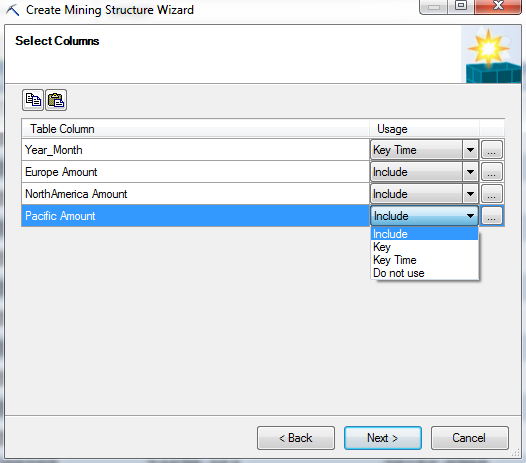 Create Mining Structure Wizard
Select Columns
Table Column Usage
Year_Month Key Time ...
Europe Amount Include ...
NorthAmerica Amount Include ...
Pacific Amount Include ...
Include
Key
Key Time
Do not use
< Back Next > Cancel